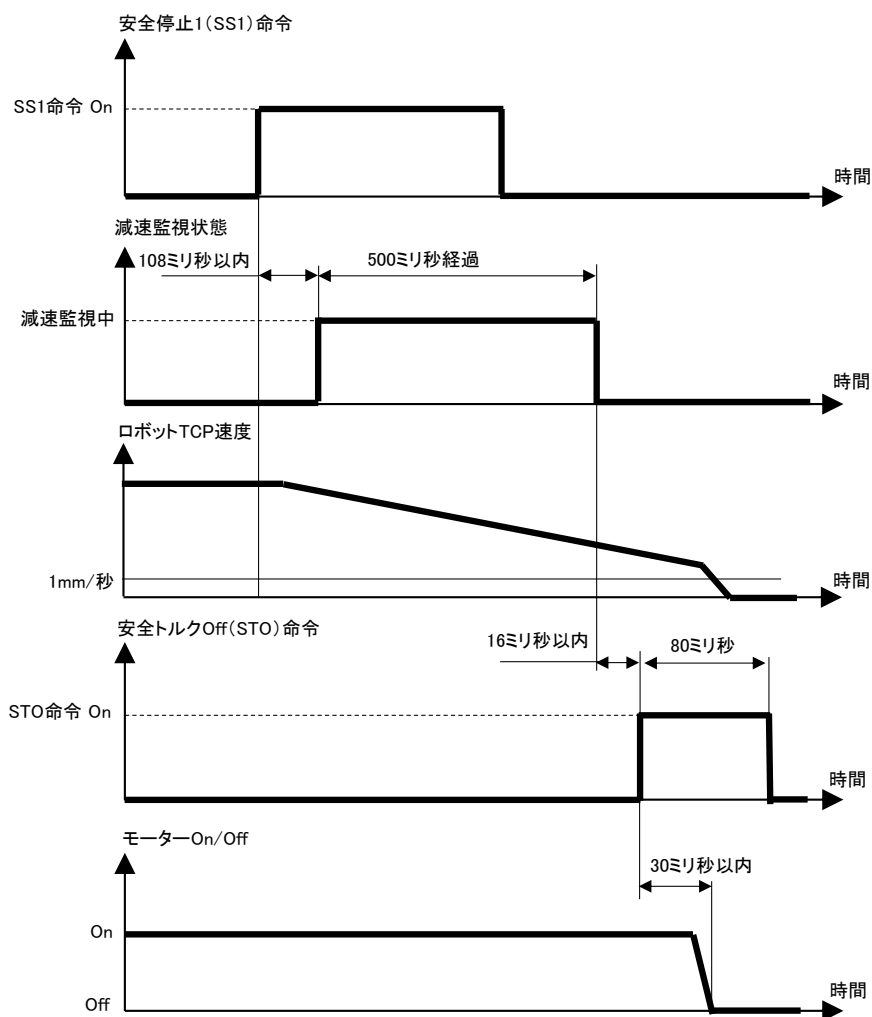 安全停止1(SS1)命令
SS1命令 On
時間
減速監視状態
108ミリ秒以内
500ミリ秒経過
減速監視中
時間
ロボットTCP速度
1mm/秒
時間
安全トルクOff(STO)命令
16ミリ秒以内
80ミリ秒
STO命令 On
時間
モーターOn/Off
30ミリ秒以内
On
Off
時間